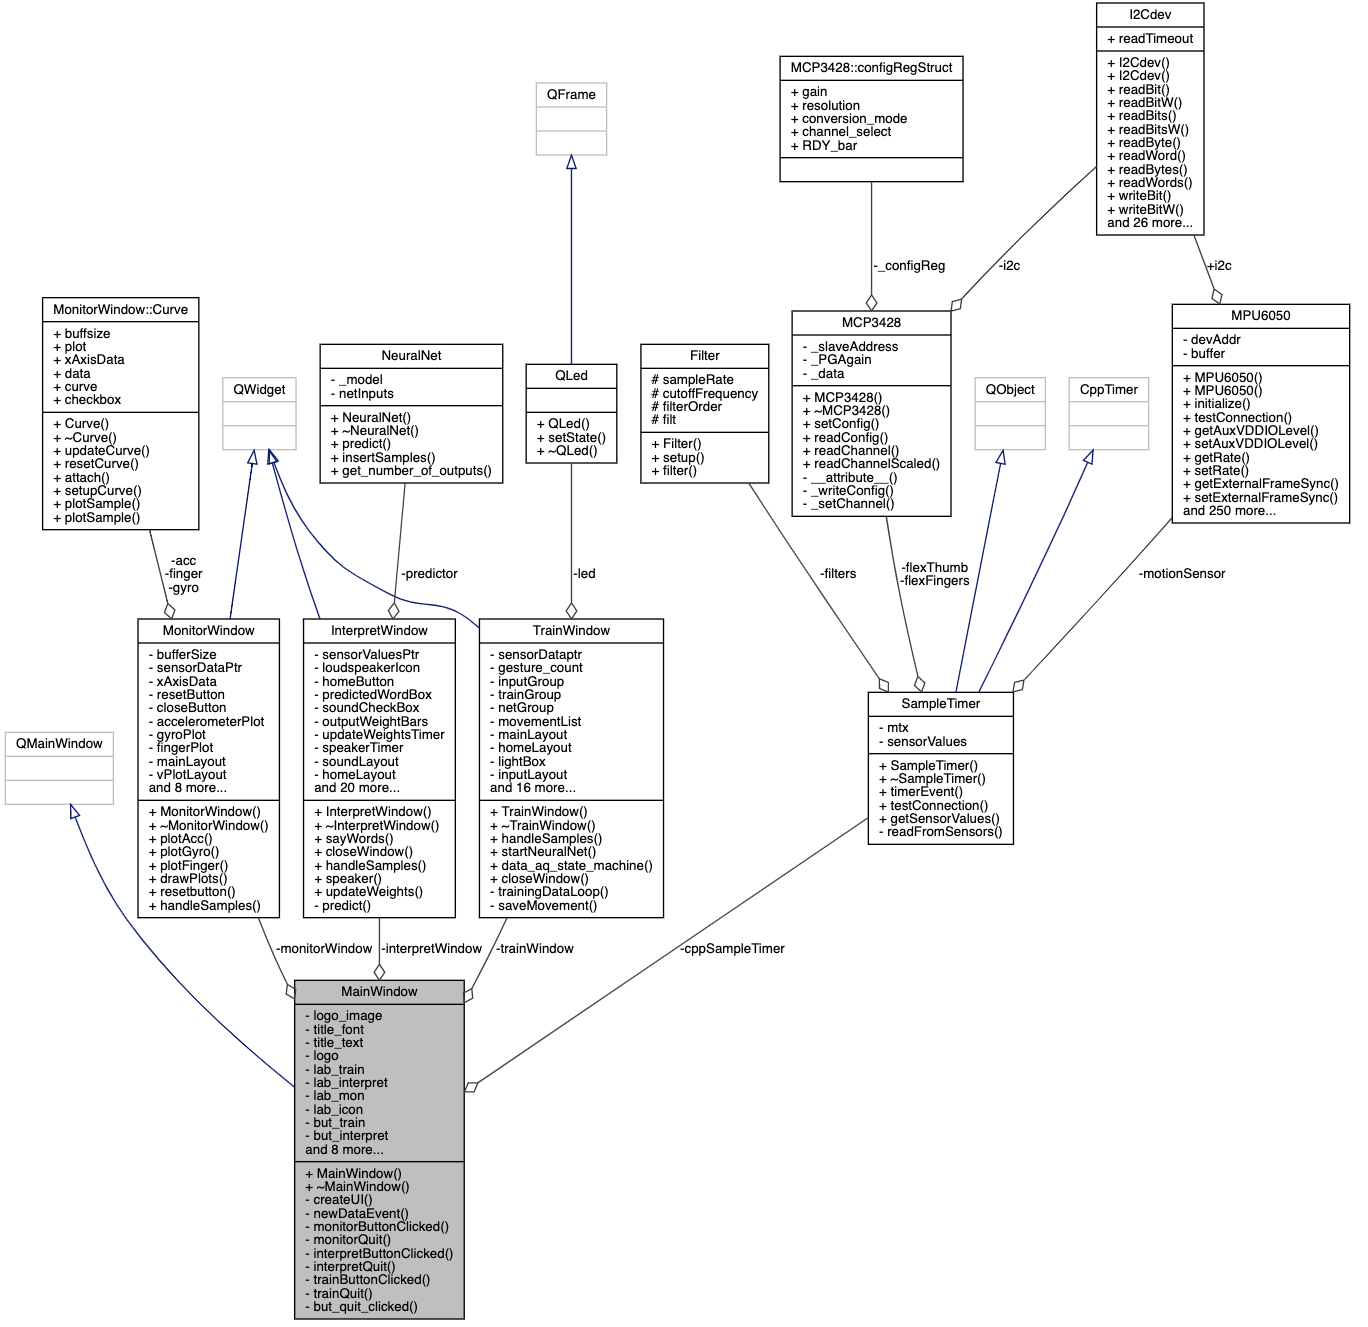 I2Cdev
+ readTimeout
+ I2Cdev()
+ I2Cdev()
+ readBit()
+ readBitW()
+ readBits()
+ readBitsW()
+ readByte()
+ readWord()
+ readBytes()
+ readWords()
+ writeBit()
+ writeBitW()
and 26 more...
MCP3428::configRegStruct
+ gain
+ resolution
+ conversion_mode
+ channel_select
+ RDY_bar
QFrame
-_configReg
-i2c
+i2c
MonitorWindow::Curve
+ buffsize
+ plot
+ xAxisData
+ data
+ curve
+ checkbox
+ Curve()
+ ~Curve()
+ updateCurve()
+ resetCurve()
+ attach()
+ setupCurve()
+ plotSample()
+ plotSample()
QWidget
NeuralNet
- _model
- netInputs
+ NeuralNet()
+ ~NeuralNet()
+ predict()
+ insertSamples()
+ get_number_of_outputs()
QLed
+ QLed()
+ setState()
+ ~QLed()
Filter
# sampleRate
# cutoffFrequency
# filterOrder
# filt
+ Filter()
+ setup()
+ filter()
MCP3428
- _slaveAddress
- _PGAgain
- _data
+ MCP3428()
+ ~MCP3428()
+ setConfig()
+ readConfig()
+ readChannel()
+ readChannelScaled()
- __attribute__()
- _writeConfig()
- _setChannel()
QObject
CppTimer
MPU6050
- devAddr
- buffer
+ MPU6050()
+ MPU6050()
+ initialize()
+ testConnection()
+ getAuxVDDIOLevel()
+ setAuxVDDIOLevel()
+ getRate()
+ setRate()
+ getExternalFrameSync()
+ setExternalFrameSync()
and 250 more...
-acc
-finger
-gyro
-predictor
-led
-filters
-flexThumb
-flexFingers
-motionSensor
QMainWindow
MonitorWindow
- bufferSize
- sensorDataPtr
- xAxisData
- resetButton
- closeButton
- accelerometerPlot
- gyroPlot
- fingerPlot
- mainLayout
- vPlotLayout
and 8 more...
+ MonitorWindow()
+ ~MonitorWindow()
+ plotAcc()
+ plotGyro()
+ plotFinger()
+ drawPlots()
+ resetbutton()
+ handleSamples()
InterpretWindow
- sensorValuesPtr
- loudspeakerIcon
- homeButton
- predictedWordBox
- soundCheckBox
- outputWeightBars
- updateWeightsTimer
- speakerTimer
- soundLayout
- homeLayout
and 20 more...
+ InterpretWindow()
+ ~InterpretWindow()
+ sayWords()
+ closeWindow()
+ handleSamples()
+ speaker()
+ updateWeights()
- predict()
TrainWindow
- sensorDataptr
- gesture_count
- inputGroup
- trainGroup
- netGroup
- movementList
- mainLayout
- homeLayout
- lightBox
- inputLayout
and 16 more...
+ TrainWindow()
+ ~TrainWindow()
+ handleSamples()
+ startNeuralNet()
+ data_aq_state_machine()
+ closeWindow()
- trainingDataLoop()
- saveMovement()
SampleTimer
- mtx
- sensorValues
+ SampleTimer()
+ ~SampleTimer()
+ timerEvent()
+ testConnection()
+ getSensorValues()
- readFromSensors()
-monitorWindow
-interpretWindow
-trainWindow
-cppSampleTimer
MainWindow
- logo_image
- title_font
- title_text
- logo
- lab_train
- lab_interpret
- lab_mon
- lab_icon
- but_train
- but_interpret
and 8 more...
+ MainWindow()
+ ~MainWindow()
- createUI()
- newDataEvent()
- monitorButtonClicked()
- monitorQuit()
- interpretButtonClicked()
- interpretQuit()
- trainButtonClicked()
- trainQuit()
- but_quit_clicked()